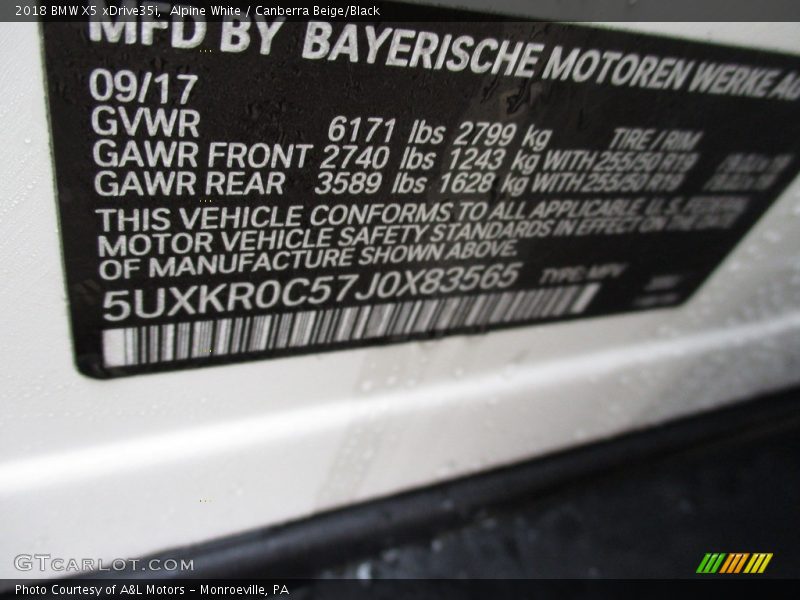 2018 BMW X5 xDrive35i, Alpine White / Canberra Beige/Black
MFD BY BAYERISCHE MOTOREN WERKE AG
09/17
GVWR 6171 lbs 2799 kg TIRE / RIM
GAWR FRONT 2740 lbs 1243 kg WITH 255/50 R19
GAWR REAR 3589 lbs 1628 kg WITH 255/50 R19
THIS VEHICLE CONFORMS TO ALL APPLICABLE U.S. FEDERAL
MOTOR VEHICLE SAFETY STANDARDS IN EFFECT ON THE DATE
OF MANUFACTURE SHOWN ABOVE.
5UXKR0C57J0X83565 TYPE: MPV
GTCARLOT.COM
Photo Courtesy of A&L Motors - Monroeville, PA